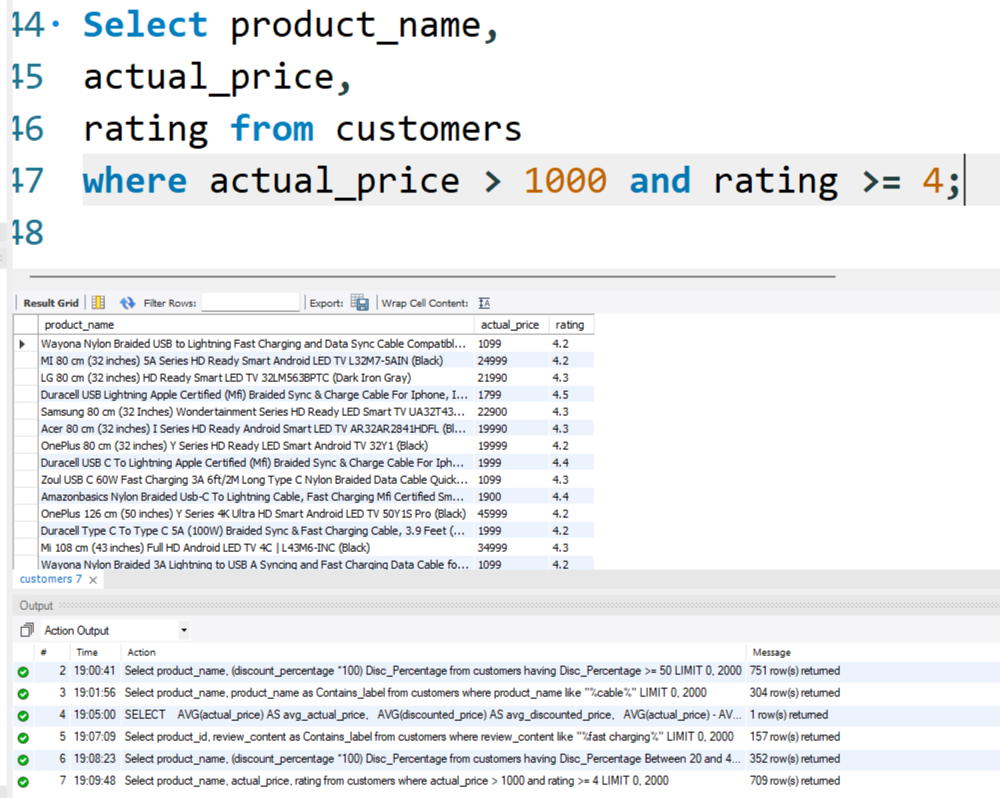 44 Select product_name,
45 actual_price,
46 rating from customers
47 where actual_price > 1000 and rating >= 4;
48
Result Grid Filter Rows: Export: Wrap Cell Content:
product_name actual_price rating
Wayona Nylon Braided USB to Lightning Fast Charging and Data Sync Cable Compatibl... 1099 4.2
MI 80 cm (32 inches) 5A Series HD Ready Smart Android LED TV L32M7-5AIN (Black) 24999 4.2
LG 80 cm (32 inches) HD Ready Smart LED TV 32LM563BPTC (Dark Iron Gray) 21990 4.3
Duracell USB Lightning Apple Certified (Mfi) Braided Sync & Charge Cable For Iphone, I... 1799 4.5
Samsung 80 cm (32 Inches) Wondertainment Series HD Ready LED Smart TV UA32T43... 22900 4.3
Acer 80 cm (32 inches) I Series HD Ready Android Smart LED TV AR32AR2841HDFL (Bl... 19990 4.3
OnePlus 80 cm (32 inches) Y Series HD Ready LED Smart Android TV 32Y1 (Black) 19999 4.2
Duracell USB C To Lightning Apple Certified (Mfi) Braided Sync & Charge Cable For Iph... 1999 4.4
Zoul USB C 60W Fast Charging 3A 6ft/2M Long Type C Nylon Braided Data Cable Quick... 1099 4.3
Amazonbasics Nylon Braided Usb-C To Lightning Cable, Fast Charging Mfi Certified Sm... 1900 4.4
OnePlus 126 cm (50 inches) Y Series 4K Ultra HD Smart Android LED TV 50Y1S Pro (Black) 45999 4.2
Duracell Type C To Type C 5A (100W) Braided Sync & Fast Charging Cable, 3.9 Feet (... 1999 4.2
Mi 108 cm (43 inches) Full HD Android LED TV 4C | L43M6-INC (Black) 34999 4.3
Wayona Nylon Braided 3A Lightning to USB A Syncing and Fast Charging Data Cable fo... 1099 4.2
customers 7
Output
Action Output
# Time Action Message
2 19:00:41 Select product_name, (discount_percentage *100) Disc_Percentage from customers having Disc_Percentage >= 50 LIMIT 0, 2000 751 row(s) returned
3 19:01:56 Select product_name, product_name as Contains_label from customers where product_name like "%cable%" LIMIT 0, 2000 304 row(s) returned
4 19:05:00 SELECT AVG(actual_price) AS avg_actual_price, AVG(discounted_price) AS avg_discounted_price, AVG(actual_price) - AV... 1 row(s) returned
5 19:07:09 Select product_id, review_content as Contains_label from customers where review_content like "%fast charging%" LIMIT 0, 2000 157 row(s) returned
6 19:08:23 Select product_name, (discount_percentage *100) Disc_Percentage from customers having Disc_Percentage Between 20 and 4... 352 row(s) returned
7 19:09:48 Select product_name, actual_price, rating from customers where actual_price > 1000 and rating >= 4 LIMIT 0, 2000 709 row(s) returned